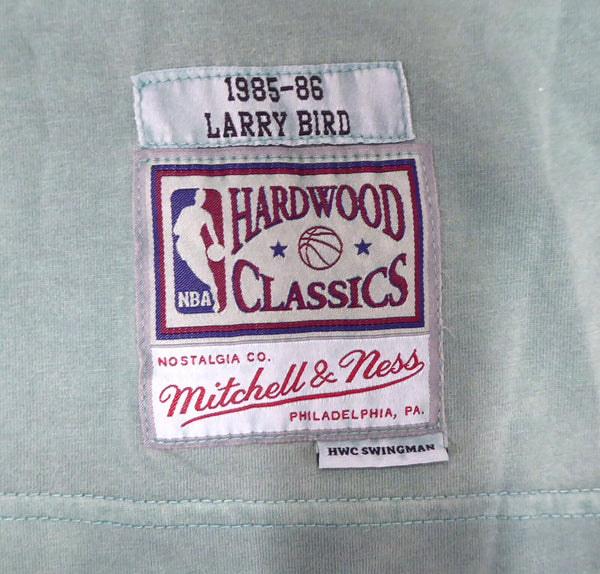 1985-86
LARRY BIRD
HARDWOOD
CLASSICS
NBA
NOSTALGIA CO.
Mitchell & Ness
PHILADELPHIA, PA.
HWC SWINGMAN